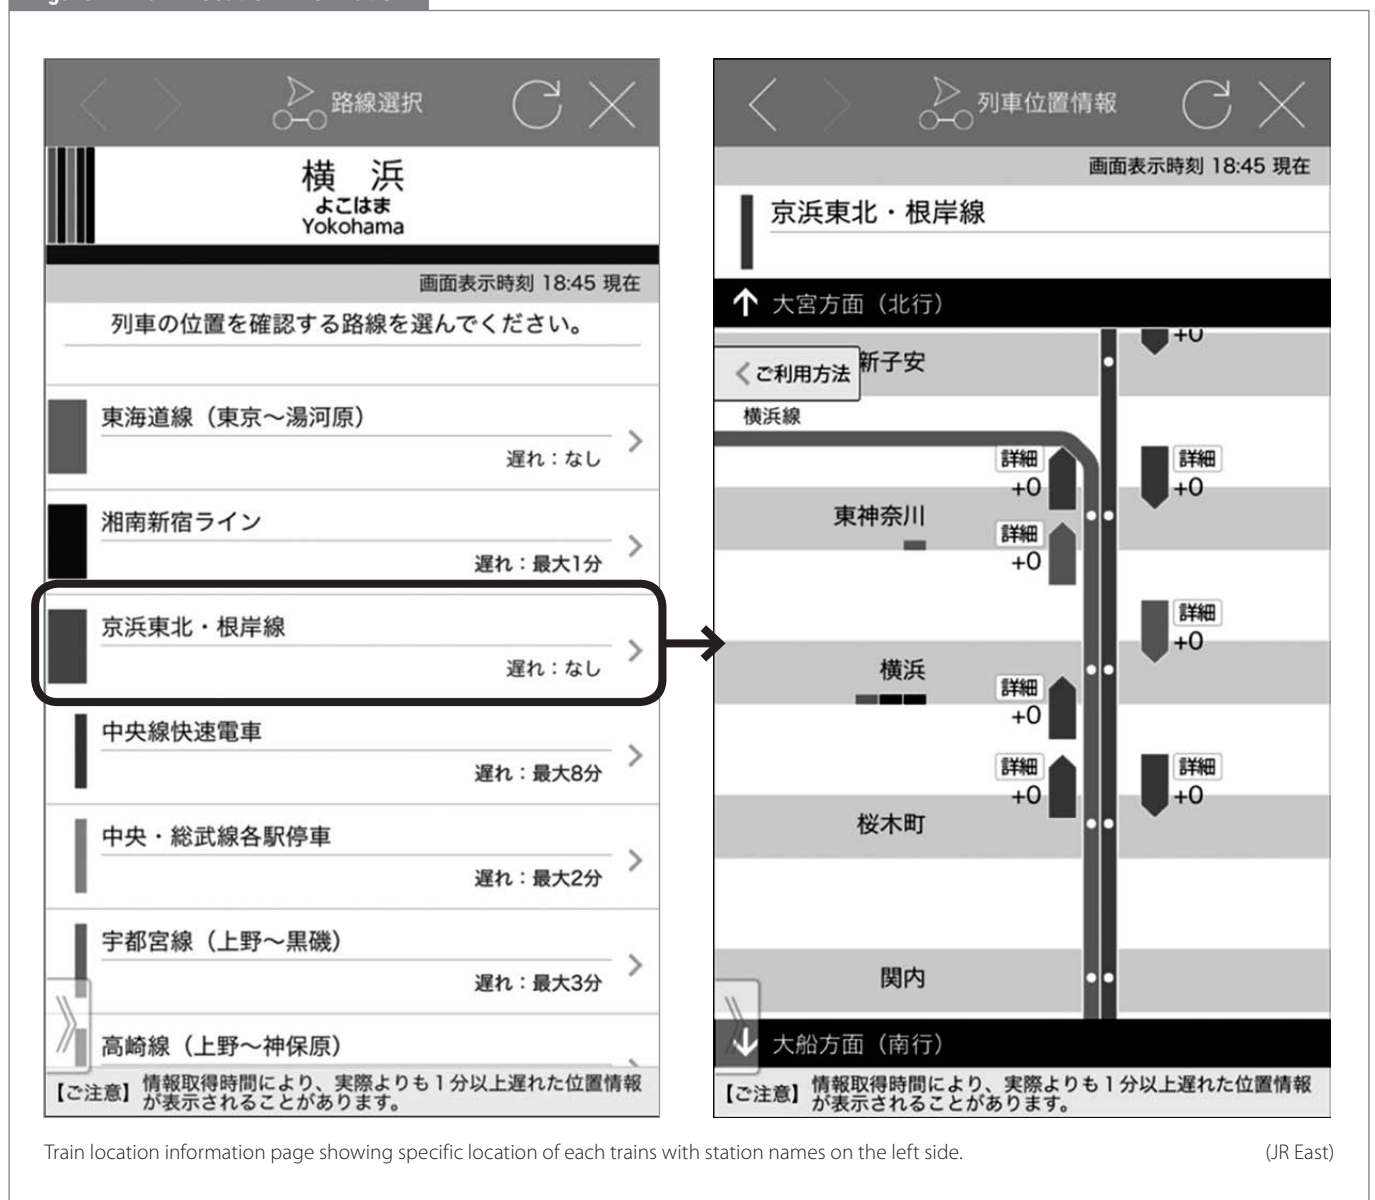 路線選択
横 浜
よこはま
Yokohama
画面表示時刻 18:45 現在
列車の位置を確認する路線を選んでください。
東海道線（東京～湯河原）
遅れ：なし
湘南新宿ライン
遅れ：最大1分
京浜東北・根岸線
遅れ：なし
中央線快速電車
遅れ：最大8分
中央・総武線各駅停車
遅れ：最大2分
宇都宮線（上野～黒磯）
遅れ：最大3分
高崎線（上野～神保原）
【ご注意】情報取得時間により、実際よりも１分以上遅れた位置情報
が表示されることがあります。
列車位置情報
画面表示時刻 18:45 現在
京浜東北・根岸線
↑ 大宮方面（北行）
+0
新子安
ご利用方法
横浜線
詳細 詳細
+0 +0
東神奈川
詳細
+0
詳細
+0
横浜
詳細
+0
詳細 詳細
+0 +0
桜木町
関内
↓ 大船方面（南行）
【ご注意】情報取得時間により、実際よりも１分以上遅れた位置情報
が表示されることがあります。
Train location information page showing specific location of each trains with station names on the left side. (JR East)